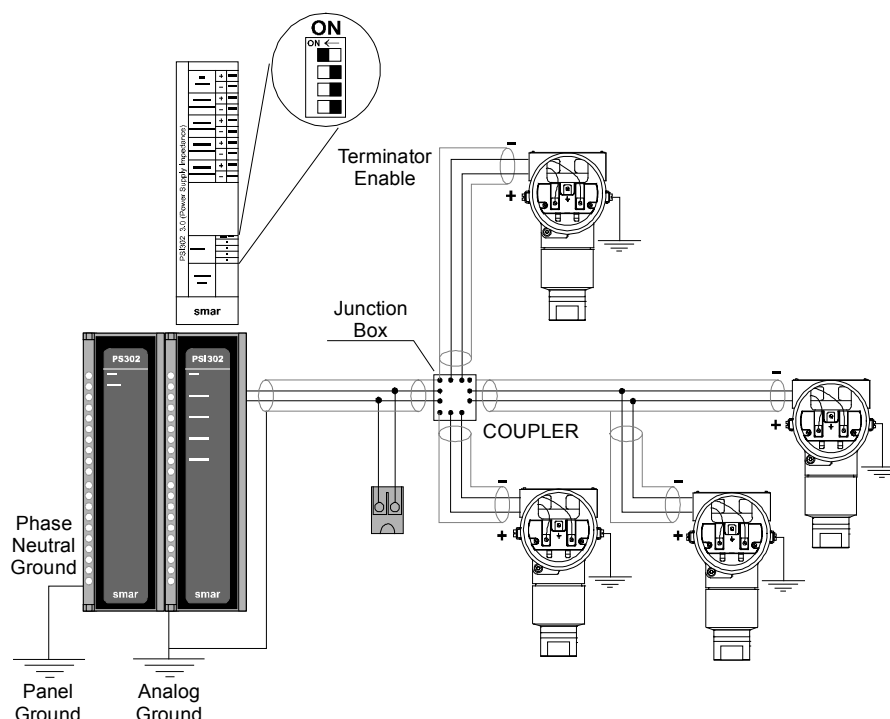 ON
ON
PSI302 3.0 (Power Supply Impedance)
smar
Terminator
Enable
-
+
Junction
Box
PS302
PSI302
-
+
COUPLER
-
+
-
+
Phase
Neutral
Ground
smar
smar
Panel
Ground
Analog
Ground